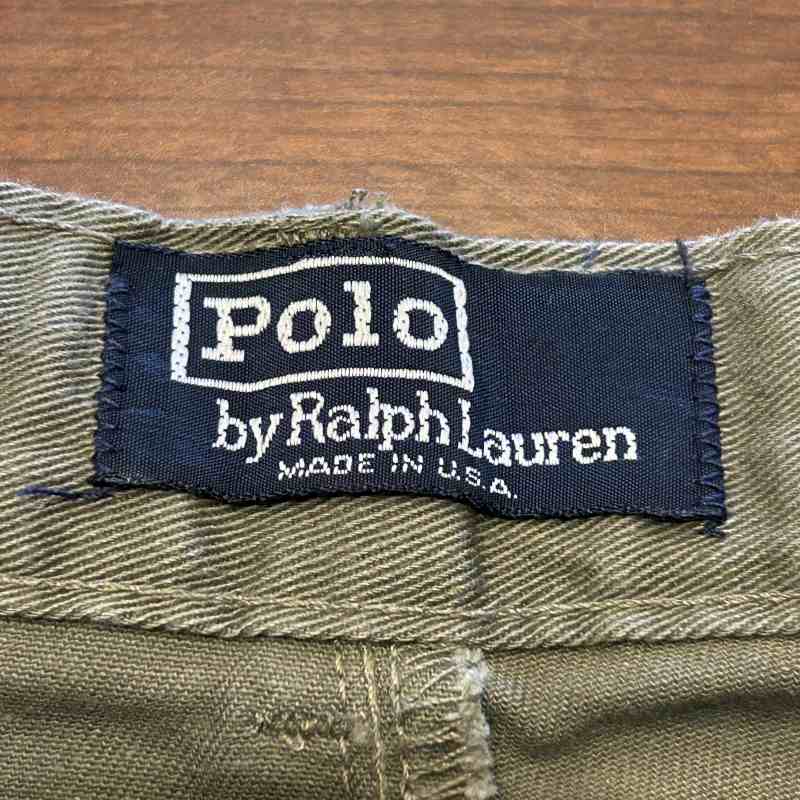 Polo
by Ralph Lauren
MADE IN U.S.A.